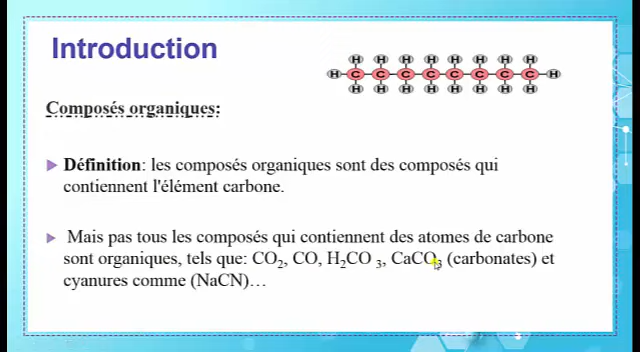 Introduction
H H H H H H H H
H C C C C C C C C H
H H H H H H H H
Composés organiques:
Définition: les composés organiques sont des composés qui
contiennent l'élément carbone.
Mais pas tous les composés qui contiennent des atomes de carbone
sont organiques, tels que: CO₂, CO, H₂CO ₃, CaCO₃ (carbonates) et
cyanures comme (NaCN)…